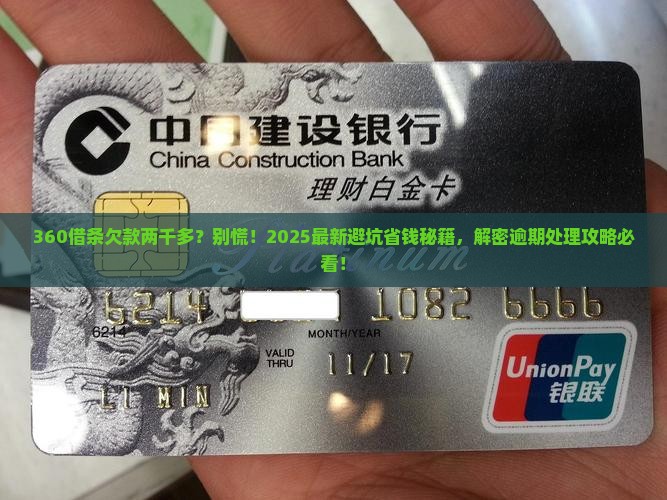 中国建设银行
China Construction Bank
理财白金卡
360借条欠款两千多？别慌！2025最新避坑省钱秘籍，解密逾期处理攻略必
看！
Platinum
6214 1082 6666
6214
MONTH/YEAR
VALID
THRU
11/17
LI MIN
UnionPay
银联